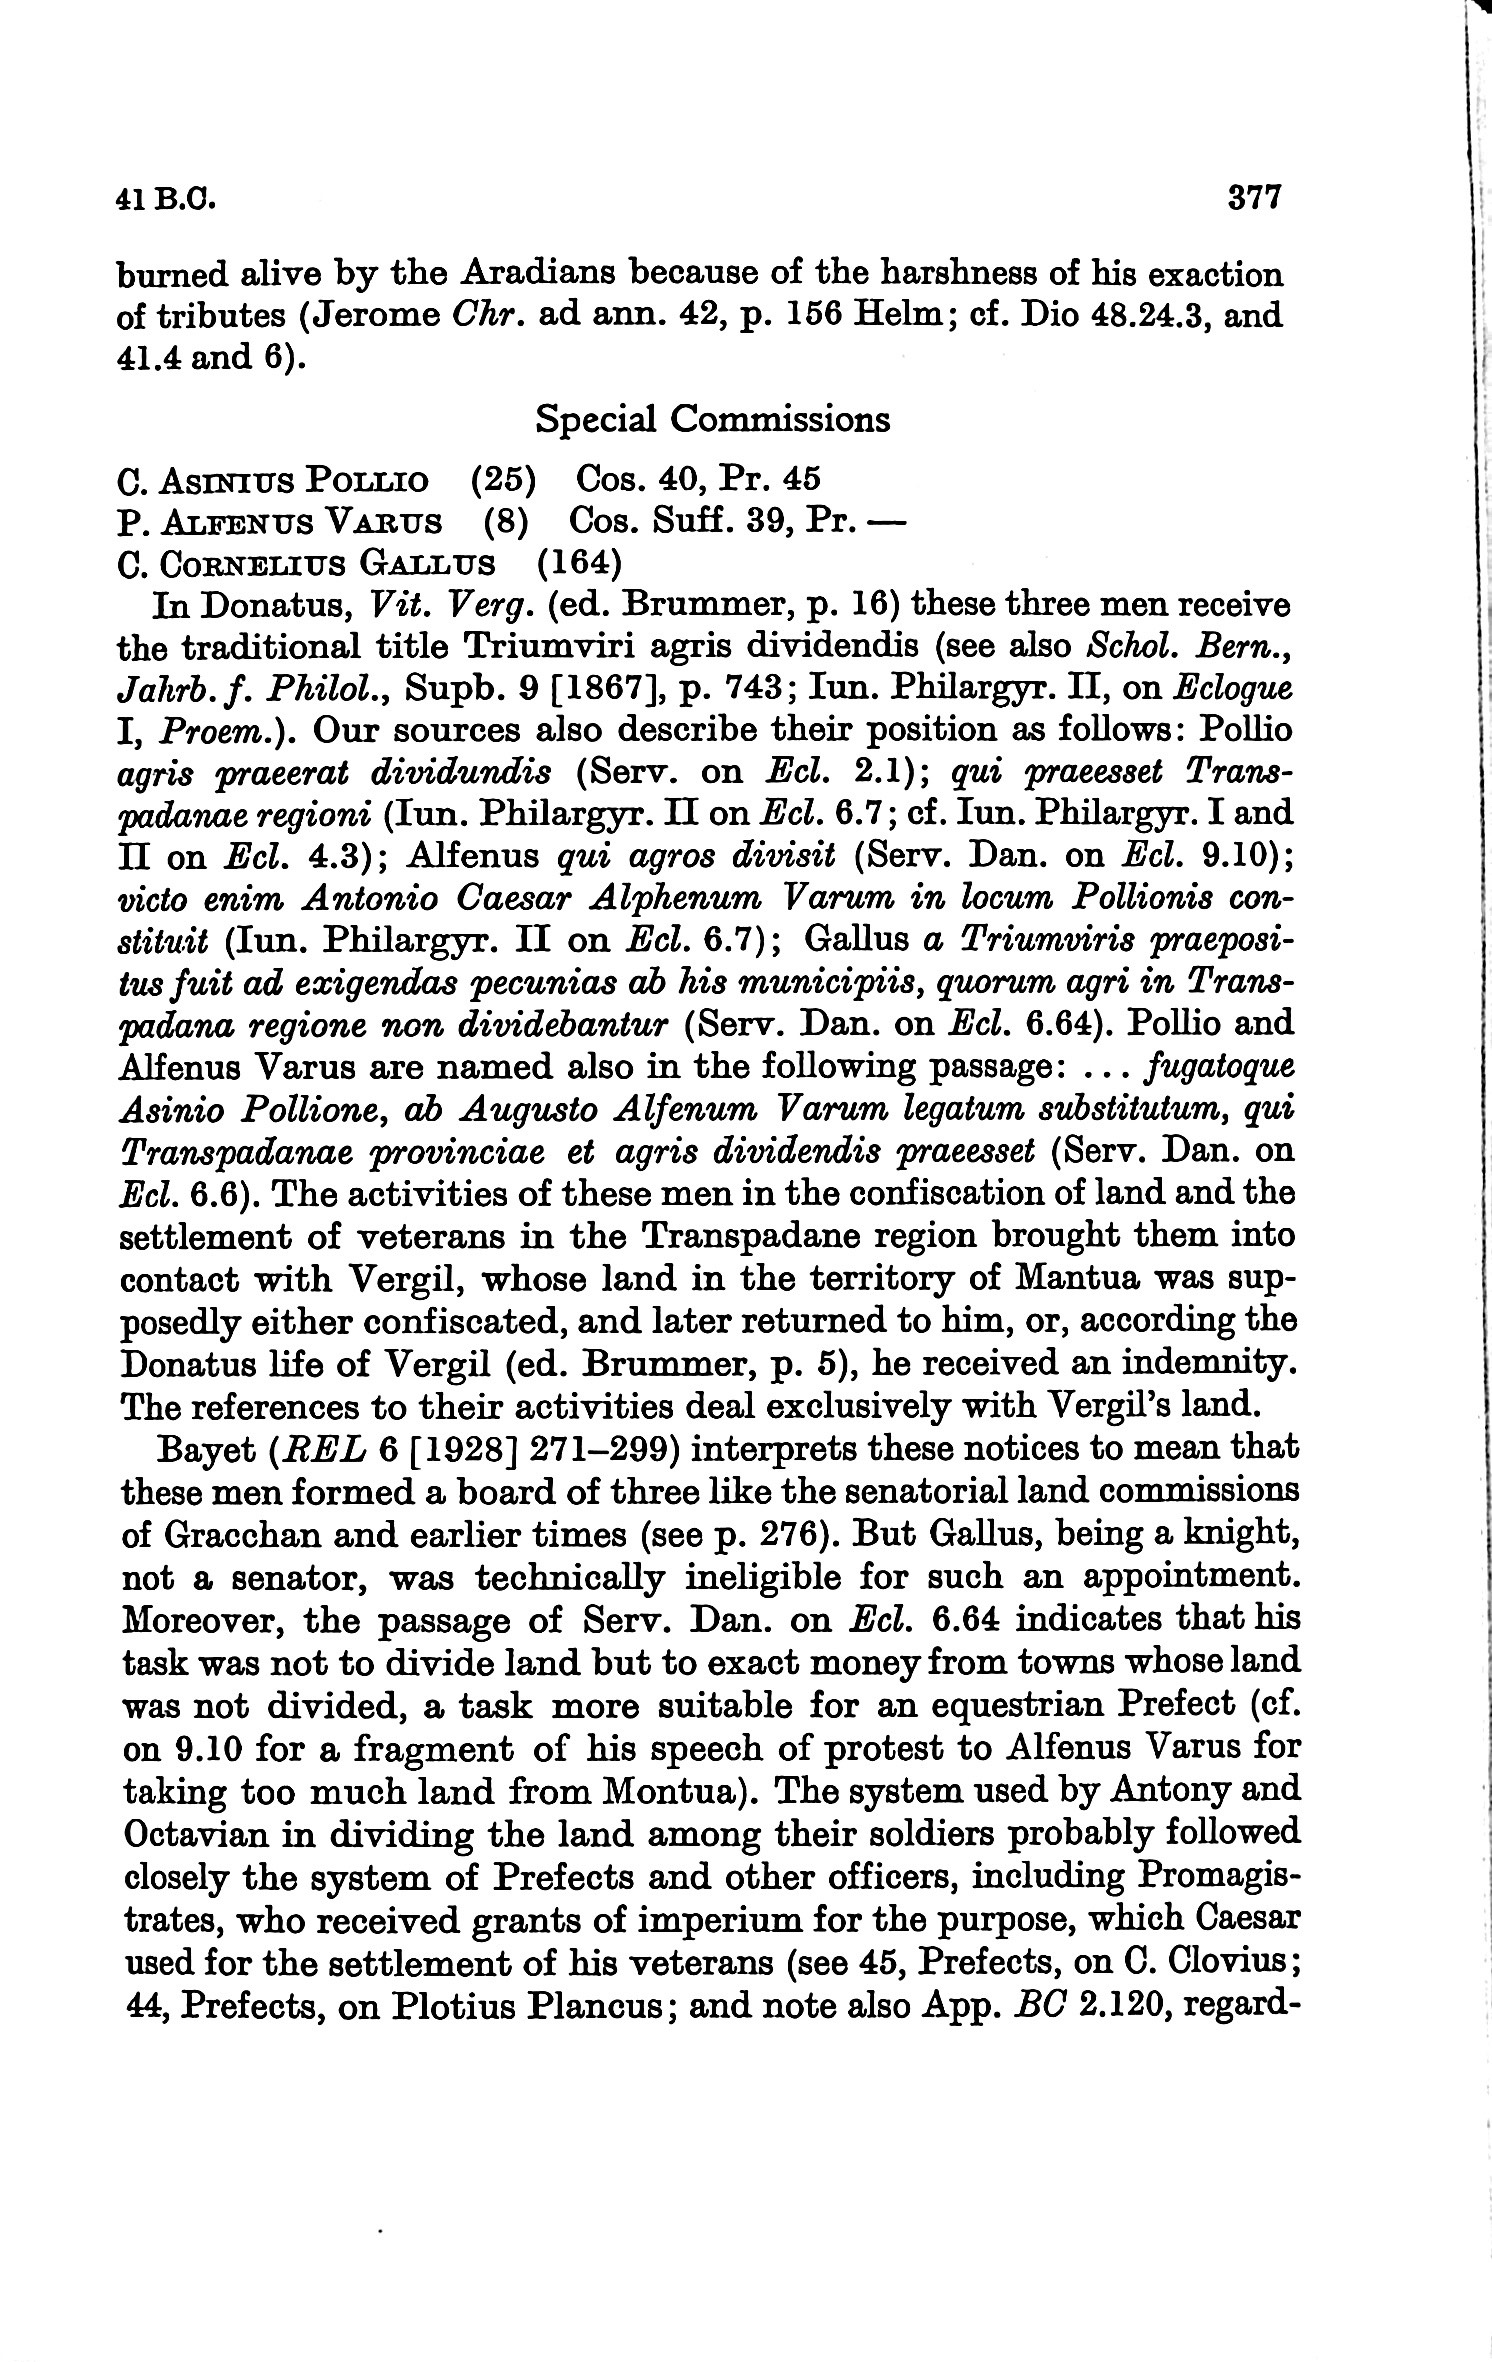 41 B.C. 377
burned alive by the Aradians because of the harshness of his exaction
of tributes (Jerome Chr. ad ann. 42, p. 156 Helm; cf. Dio 48.24.3, and
41.4 and 6).
Special Commissions
C. Asinius Pollio (25) Cos. 40, Pr. 45
P. Alfenus Varus (8) Cos. Suff. 39, Pr. —
C. Cornelius Gallus (164)
In Donatus, Vit. Verg. (ed. Brummer, p. 16) these three men receive
the traditional title Triumviri agris dividendis (see also Schol. Bern.,
Jahrb. f. Philol., Supb. 9 [1867], p. 743; Iun. Philargyr. II, on Eclogue
I, Proem.). Our sources also describe their position as follows: Pollio
agris praeerat dividundis (Serv. on Ecl. 2.1); qui praeesset Trans-
padanae regioni (Iun. Philargyr. II on Ecl. 6.7; cf. Iun. Philargyr. I and
II on Ecl. 4.3); Alfenus qui agros divisit (Serv. Dan. on Ecl. 9.10);
victo enim Antonio Caesar Alphenum Varum in locum Pollionis con-
stituit (Iun. Philargyr. II on Ecl. 6.7); Gallus a Triumviris praeposi-
tus fuit ad exigendas pecunias ab his municipiis, quorum agri in Trans-
padana regione non dividebantur (Serv. Dan. on Ecl. 6.64). Pollio and
Alfenus Varus are named also in the following passage: ... fugatoque
Asinio Pollione, ab Augusto Alfenum Varum legatum substitutum, qui
Transpadanae provinciae et agris dividendis praeesset (Serv. Dan. on
Ecl. 6.6). The activities of these men in the confiscation of land and the
settlement of veterans in the Transpadane region brought them into
contact with Vergil, whose land in the territory of Mantua was sup-
posedly either confiscated, and later returned to him, or, according the
Donatus life of Vergil (ed. Brummer, p. 5), he received an indemnity.
The references to their activities deal exclusively with Vergil's land.
Bayet (REL 6 [1928] 271–299) interprets these notices to mean that
these men formed a board of three like the senatorial land commissions
of Gracchan and earlier times (see p. 276). But Gallus, being a knight,
not a senator, was technically ineligible for such an appointment.
Moreover, the passage of Serv. Dan. on Ecl. 6.64 indicates that his
task was not to divide land but to exact money from towns whose land
was not divided, a task more suitable for an equestrian Prefect (cf.
on 9.10 for a fragment of his speech of protest to Alfenus Varus for
taking too much land from Montua). The system used by Antony and
Octavian in dividing the land among their soldiers probably followed
closely the system of Prefects and other officers, including Promagis-
trates, who received grants of imperium for the purpose, which Caesar
used for the settlement of his veterans (see 45, Prefects, on C. Clovius;
44, Prefects, on Plotius Plancus; and note also App. BC 2.120, regard-